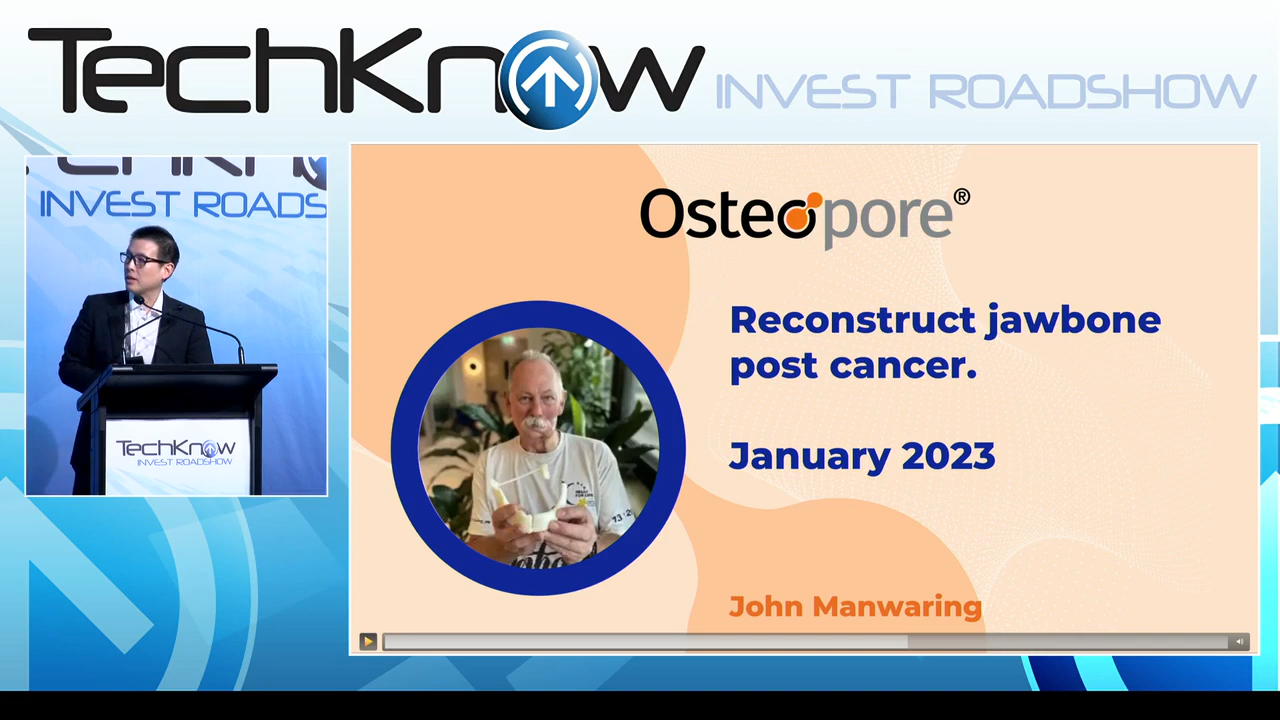 TechKnow INVEST ROADSHOW
INVEST ROADS
TechKnow
INVEST ROADSHOW
Osteopore®
Reconstruct jawbone
post cancer.
January 2023
John Manwaring